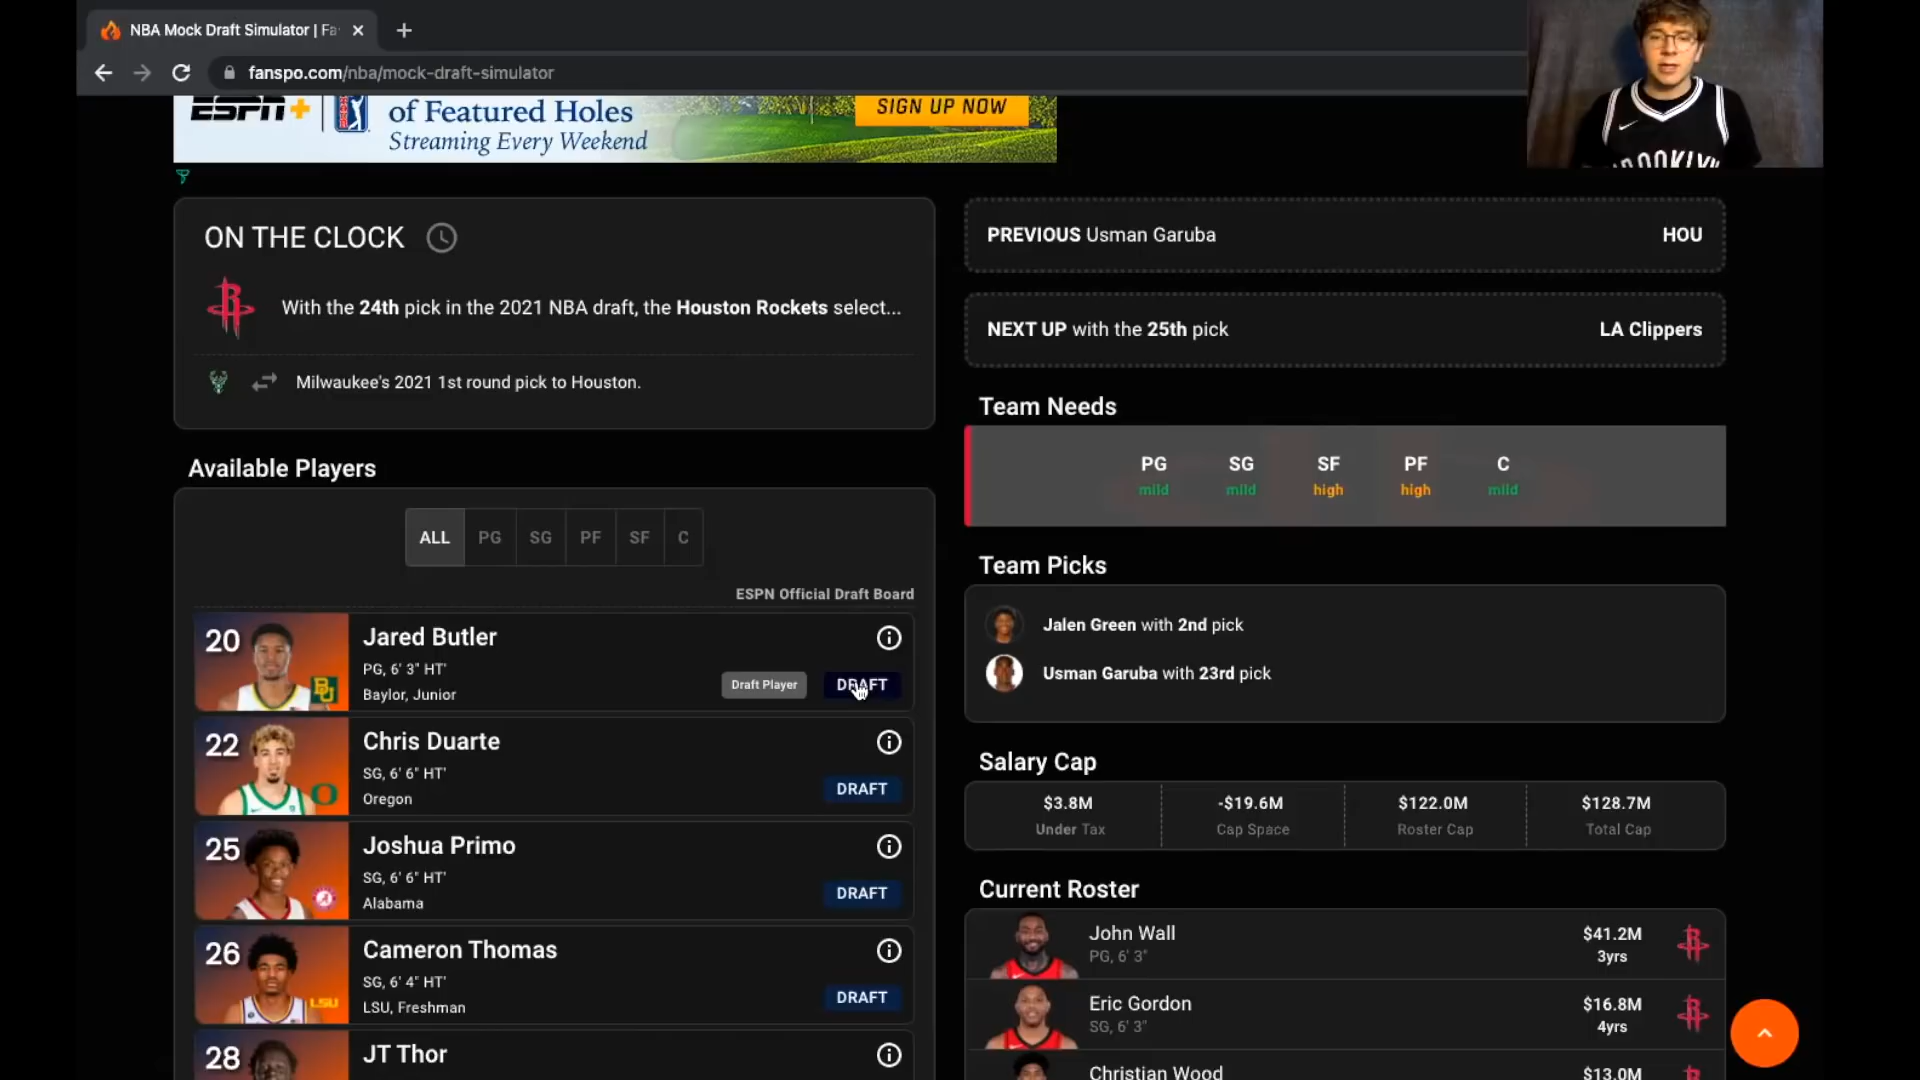 NBA Mock Draft Simulator | Fa
fanspo.com/nba/mock-draft-simulator
ESPN+
of Featured Holes
Streaming Every Weekend
SIGN UP NOW
BROOKLYN
ON THE CLOCK
With the 24th pick in the 2021 NBA draft, the Houston Rockets select...
Milwaukee's 2021 1st round pick to Houston.
PREVIOUS Usman Garuba HOU
NEXT UP with the 25th pick LA Clippers
Team Needs
PG SG SF PF C
mild mild high high mild
Team Picks
Jalen Green with 2nd pick
Usman Garuba with 23rd pick
Salary Cap
$3.8M -$19.6M $122.0M $128.7M
Under Tax Cap Space Roster Cap Total Cap
Current Roster
John Wall $41.2M
PG, 6' 3" 3yrs
Eric Gordon $16.8M
SG, 6' 3" 4yrs
Christian Wood $13.0M
Available Players
ALL PG SG PF SF C
ESPN Official Draft Board
20 Jared Butler
PG, 6' 3" HT'
Baylor, Junior
Draft Player DRAFT
22 Chris Duarte
SG, 6' 6" HT'
Oregon
DRAFT
25 Joshua Primo
SG, 6' 6" HT'
Alabama
DRAFT
26 Cameron Thomas
SG, 6' 4" HT'
LSU, Freshman
LSU
DRAFT
28 JT Thor